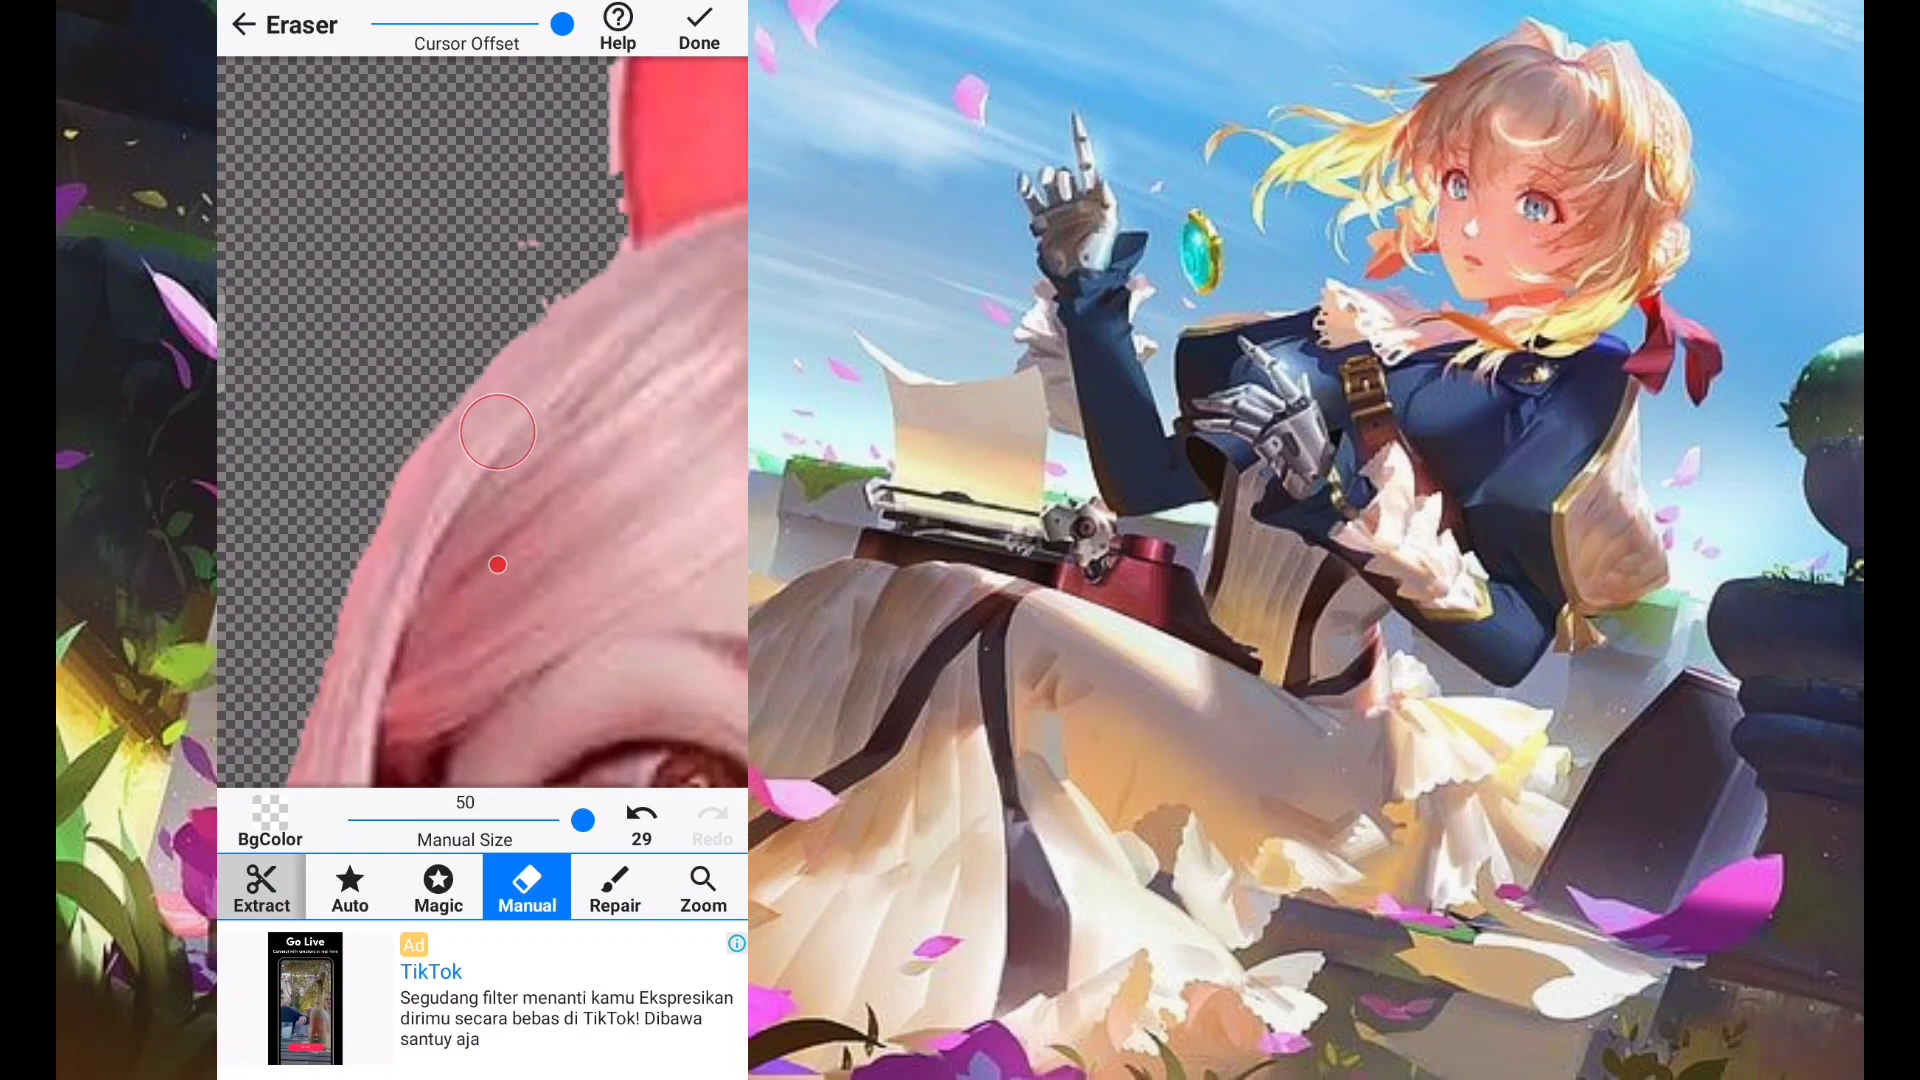 Eraser
Cursor Offset
Help
Done
BgColor
50
Manual Size
29
Redo
Extract
Auto
Magic
Manual
Repair
Zoom
Go Live
Ad
TikTok
Segudang filter menanti kamu Ekspresikan
dirimu secara bebas di TikTok! Dibawa
santuy aja